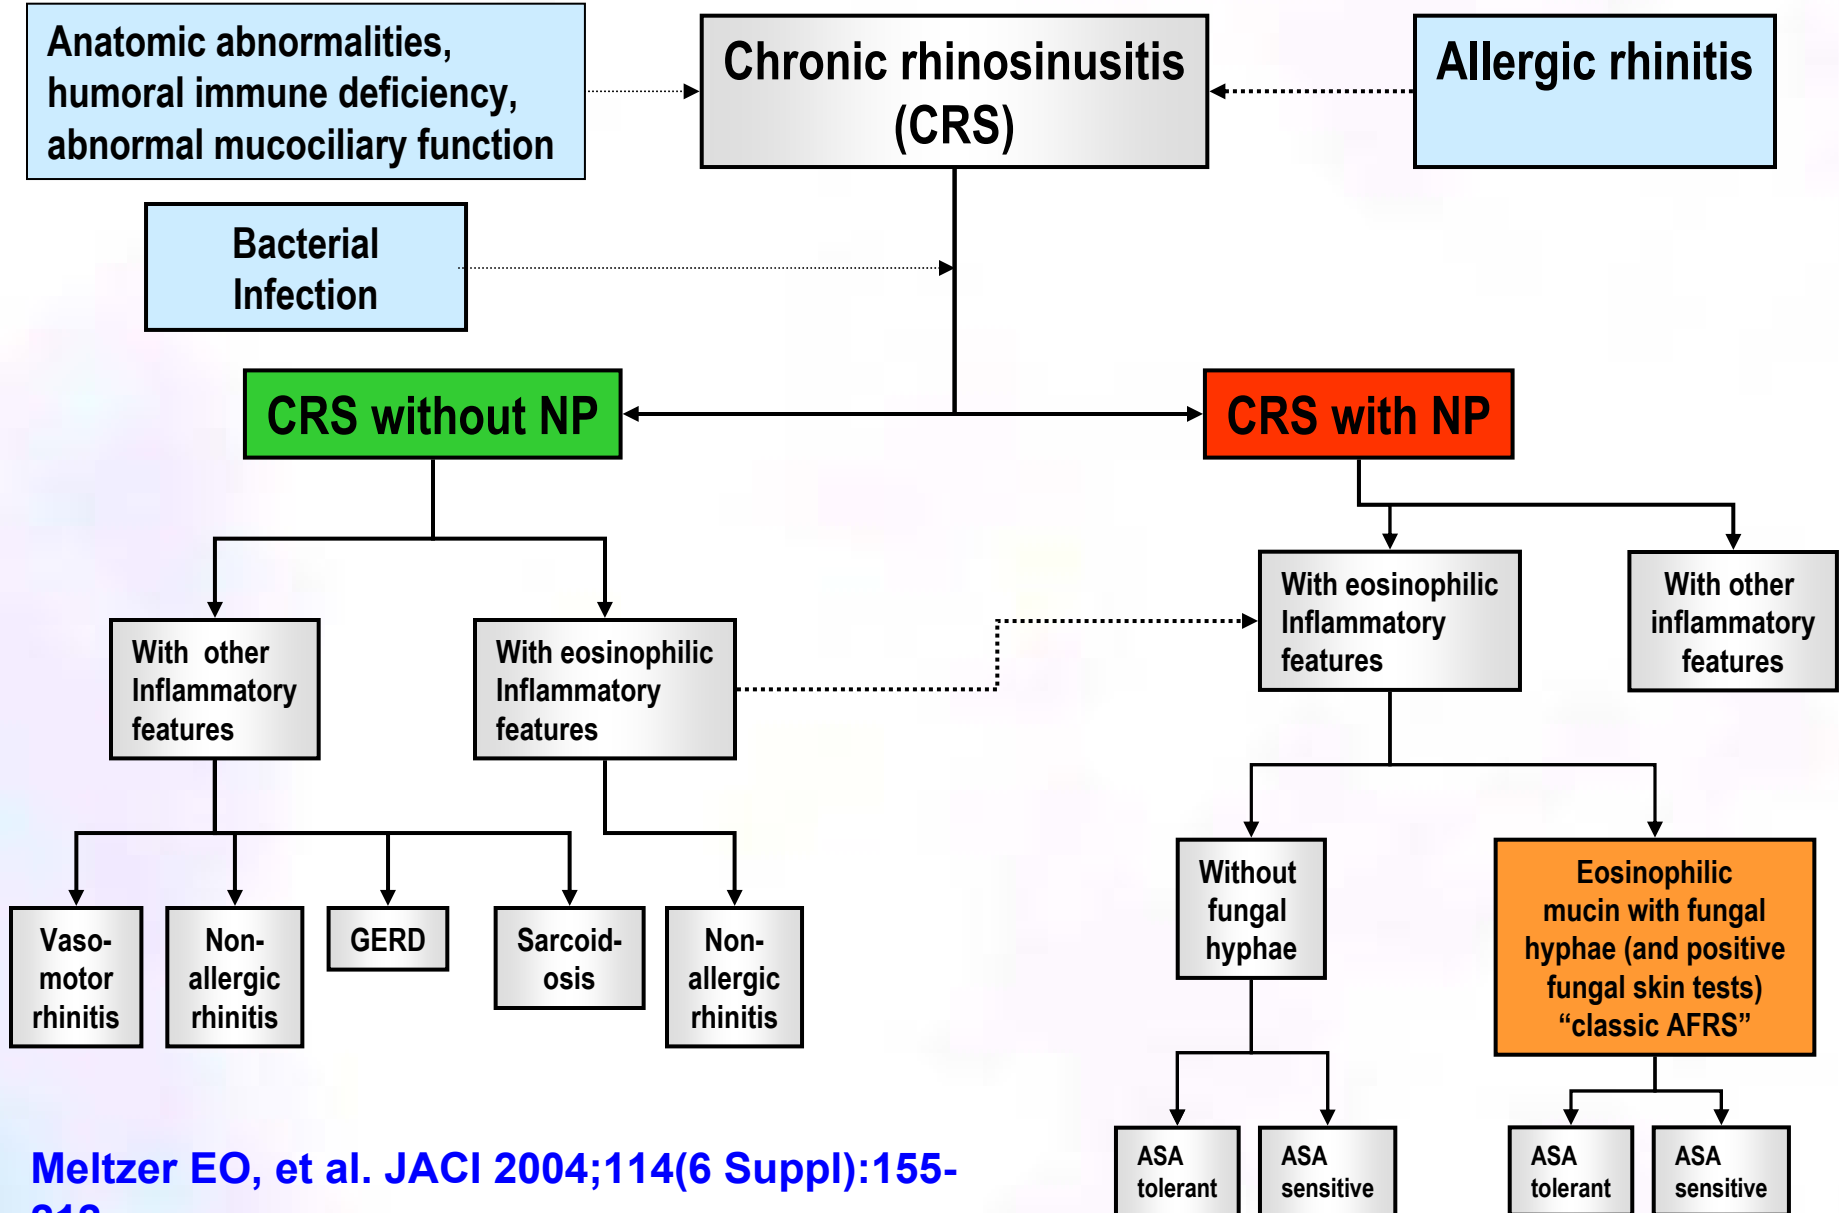 Anatomic abnormalities,
humoral immune deficiency,
abnormal mucociliary function
Chronic rhinosinusitis
(CRS)
Allergic rhinitis
Bacterial
Infection
CRS without NP
CRS with NP
With other
Inflammatory
features
With eosinophilic
Inflammatory
features
With eosinophilic
Inflammatory
features
With other
inflammatory
features
Vaso-
motor
rhinitis
Non-
allergic
rhinitis
GERD
Sarcoid-
osis
Non-
allergic
rhinitis
Without
fungal
hyphae
Eosinophilic
mucin with fungal
hyphae (and positive
fungal skin tests)
“classic AFRS”
ASA
tolerant
ASA
sensitive
ASA
tolerant
ASA
sensitive
Meltzer EO, et al. JACI 2004;114(6 Suppl):155-